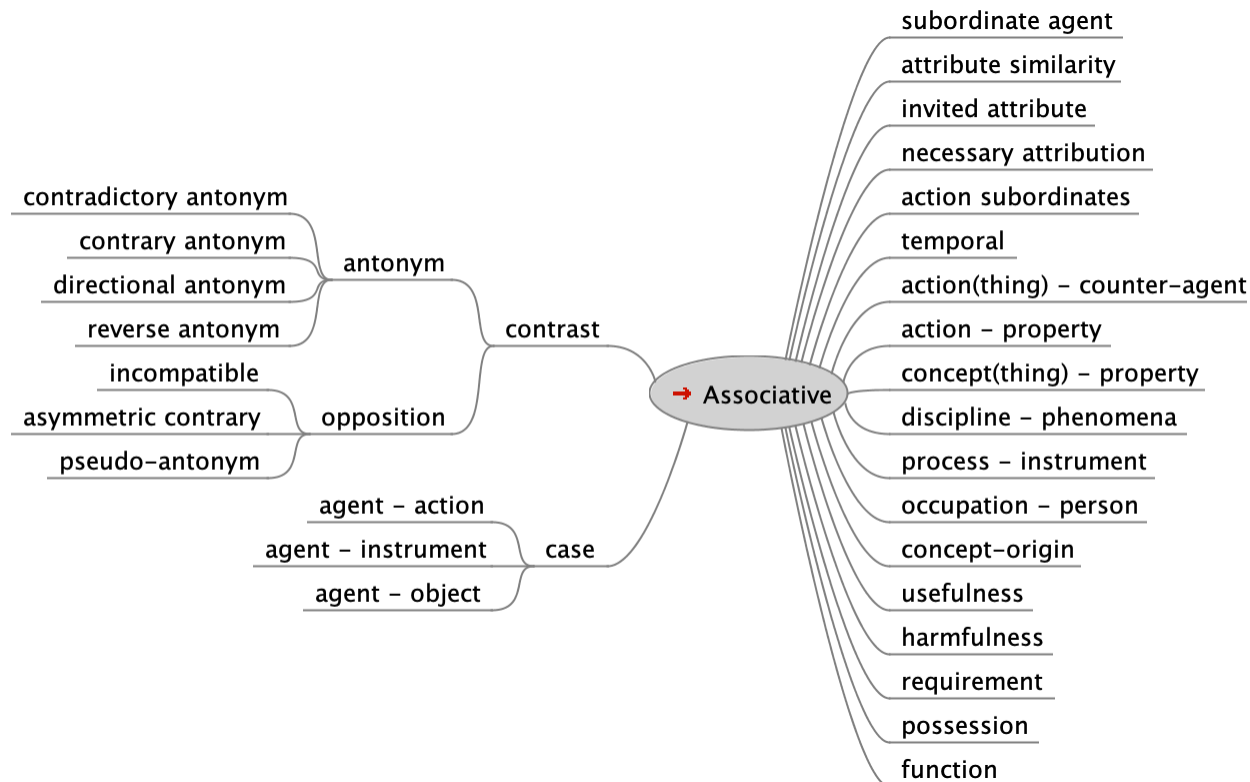 subordinate agent
attribute similarity
invited attribute
necessary attribution
action subordinates
temporal
action(thing) – counter-agent
action – property
concept(thing) – property
discipline – phenomena
process – instrument
occupation – person
concept-origin
usefulness
harmfulness
requirement
possession
function
Associative
contrast
antonym
contradictory antonym
contrary antonym
directional antonym
reverse antonym
opposition
incompatible
asymmetric contrary
pseudo-antonym
case
agent – action
agent – instrument
agent – object